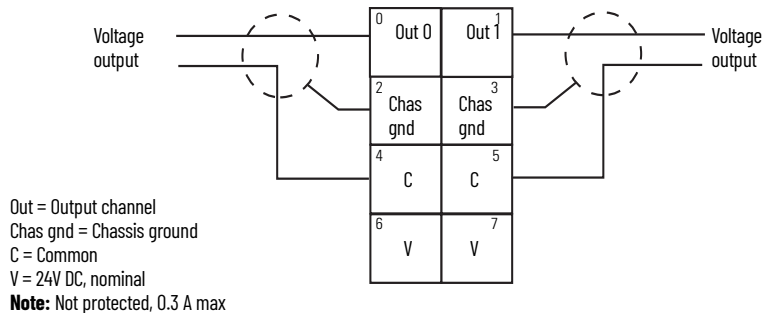 0 Out 0 Out 1 1
Voltage output
Voltage output
2 Chas gnd
3 Chas gnd
4 C
5 C
6 V
7 V
Out = Output channel
Chas gnd = Chassis ground
C = Common
V = 24V DC, nominal
Note: Not protected, 0.3 A max